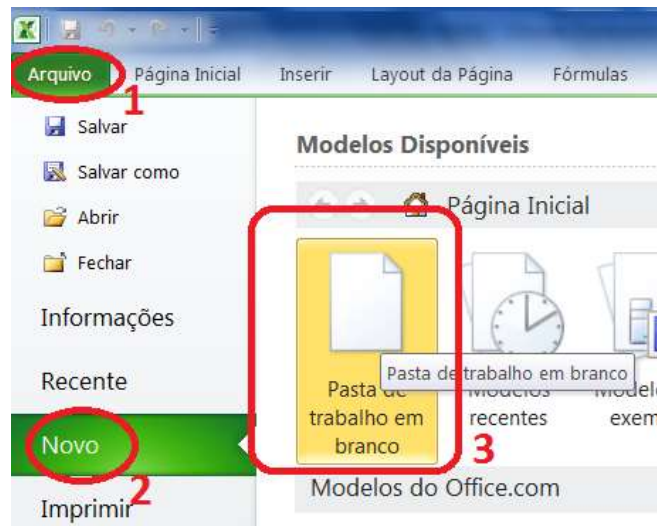 Arquivo Página Inicial Inserir Layout da Página Fórmulas
1
Salvar
Salvar como
Abrir
Fechar
Informações
Recente
Novo
2
Imprimir
Modelos Disponíveis
Página Inicial
Pasta de trabalho em branco
Pasta de
trabalho em
branco
recentes
3
Modelos do Office.com